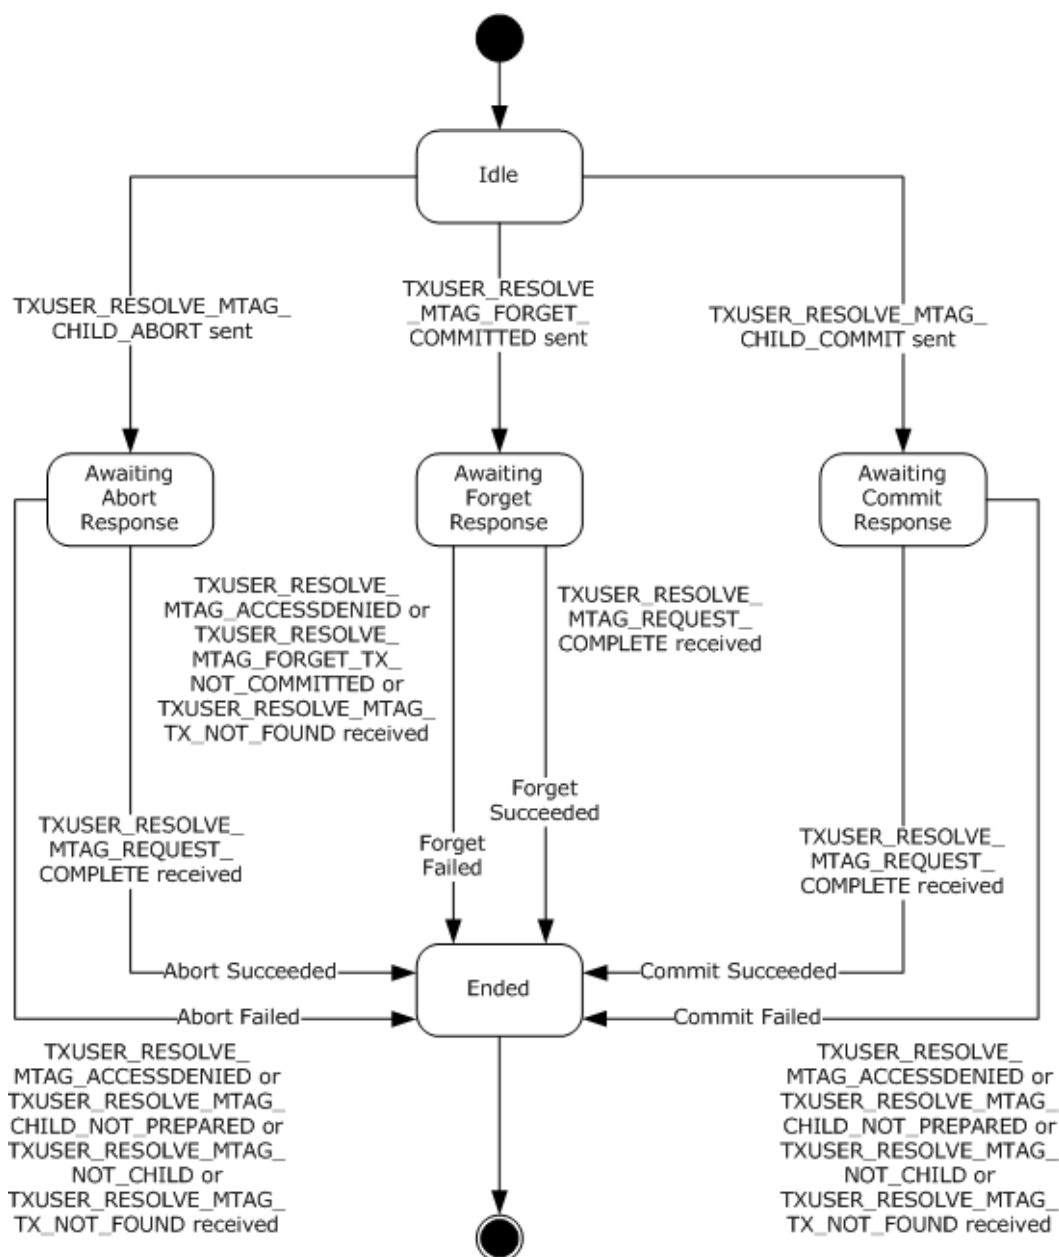 Idle
TXUSER_RESOLVE_MTAG_
CHILD_ABORT sent
TXUSER_RESOLVE
_MTAG_FORGET_
COMMITTED sent
TXUSER_RESOLVE_MTAG_
CHILD_COMMIT sent
Awaiting
Abort
Response
Awaiting
Forget
Response
Awaiting
Commit
Response
TXUSER_RESOLVE_
MTAG_ACCESSDENIED or
TXUSER_RESOLVE_
MTAG_FORGET_TX_
NOT_COMMITTED or
TXUSER_RESOLVE_MTAG_
TX_NOT_FOUND received
TXUSER_RESOLVE_
MTAG_REQUEST_
COMPLETE received
Forget
Succeeded
TXUSER_RESOLVE_
MTAG_REQUEST_
COMPLETE received
Forget
Failed
TXUSER_RESOLVE_
MTAG_REQUEST_
COMPLETE received
Abort Succeeded
Ended
Commit Succeeded
Abort Failed
Commit Failed
TXUSER_RESOLVE_
MTAG_ACCESSDENIED or
TXUSER_RESOLVE_MTAG_
CHILD_NOT_PREPARED or
TXUSER_RESOLVE_MTAG_
NOT_CHILD or
TXUSER_RESOLVE_MTAG_
TX_NOT_FOUND received
TXUSER_RESOLVE_
MTAG_ACCESSDENIED or
TXUSER_RESOLVE_MTAG_
CHILD_NOT_PREPARED or
TXUSER_RESOLVE_MTAG_
NOT_CHILD or
TXUSER_RESOLVE_MTAG_
TX_NOT_FOUND received